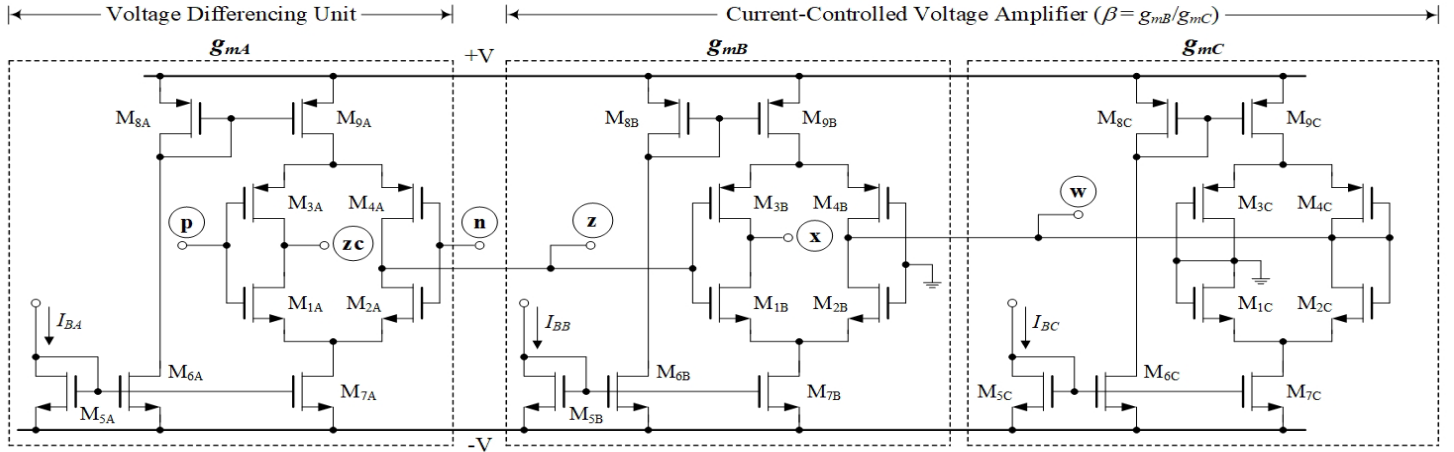 Voltage Differencing Unit
Current-Controlled Voltage Amplifier (β = gmB/gmC)
gmA
+V
gmB
gmC
M8A
M9A
M8B
M9B
M8C
M9C
M3A
M4A
M3B
M4B
M3C
M4C
p
zc
n
z
x
w
M1A
M2A
M1B
M2B
M1C
M2C
IBA
IBB
IBC
M6A
M6B
M6C
M5A
M7A
M5B
M7B
M5C
M7C
-V